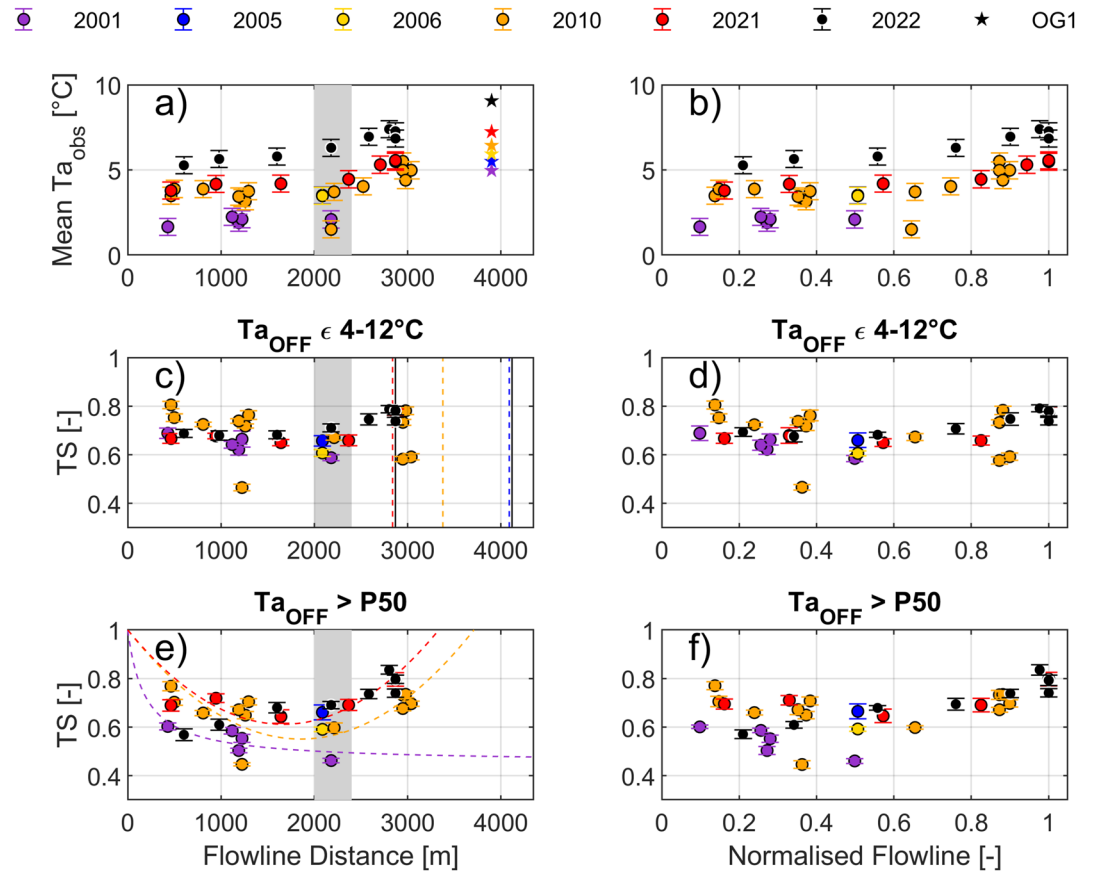 2001 2005 2006 2010 2021 2022 OG1
a) b)
Mean Ta_obs [°C]
10 5 0
0 1000 2000 3000 4000
10 5 0
0 0.2 0.4 0.6 0.8 1
Ta_OFF ϵ 4-12°C Ta_OFF ϵ 4-12°C
c) d)
TS [-]
1 0.8 0.6 0.4
0 1000 2000 3000 4000
1 0.8 0.6 0.4
0 0.2 0.4 0.6 0.8 1
Ta_OFF > P50 Ta_OFF > P50
e) f)
TS [-]
1 0.8 0.6 0.4
0 1000 2000 3000 4000
1 0.8 0.6 0.4
0 0.2 0.4 0.6 0.8 1
Flowline Distance [m] Normalised Flowline [-]